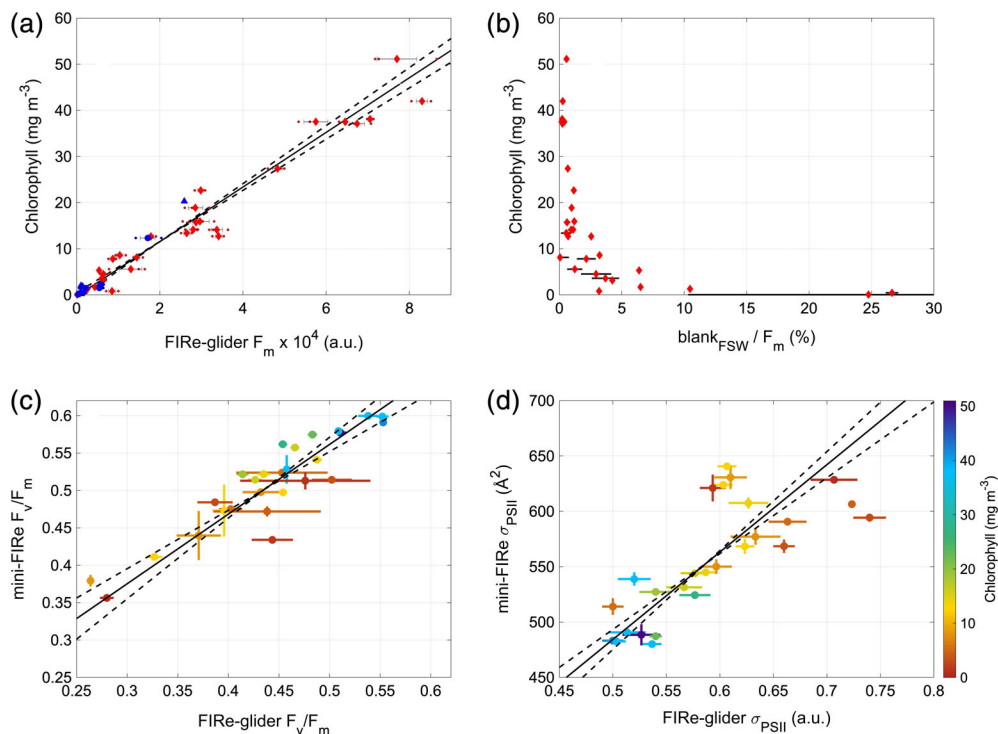 (a)
60
50
40
30
20
10
0
Chlorophyll (mg m-3)
0 2 4 6 8
FIRe-glider Fm x 10^4 (a.u.)
(b)
60
50
40
30
20
10
0
Chlorophyll (mg m-3)
0 5 10 15 20 25 30
blankFSW / Fm (%)
(c)
0.6
0.55
0.5
0.45
0.4
0.35
0.3
0.25
mini-FIRe Fv/Fm
0.25 0.3 0.35 0.4 0.45 0.5 0.55 0.6
FIRe-glider Fv/Fm
(d)
700
650
600
550
500
450
mini-FIRe σPSII (Å2)
0.45 0.5 0.55 0.6 0.65 0.7 0.75 0.8
FIRe-glider σPSII (a.u.)
50
40
30
20
10
0
Chlorophyll (mg m-3)